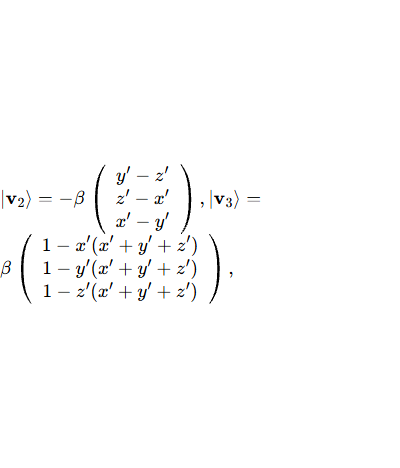 |v₂⟩ = −β ( y′ − z′
z′ − x′
x′ − y′ ) , |v₃⟩ =
β ( 1 − x′(x′ + y′ + z′)
1 − y′(x′ + y′ + z′)
1 − z′(x′ + y′ + z′) ) ,